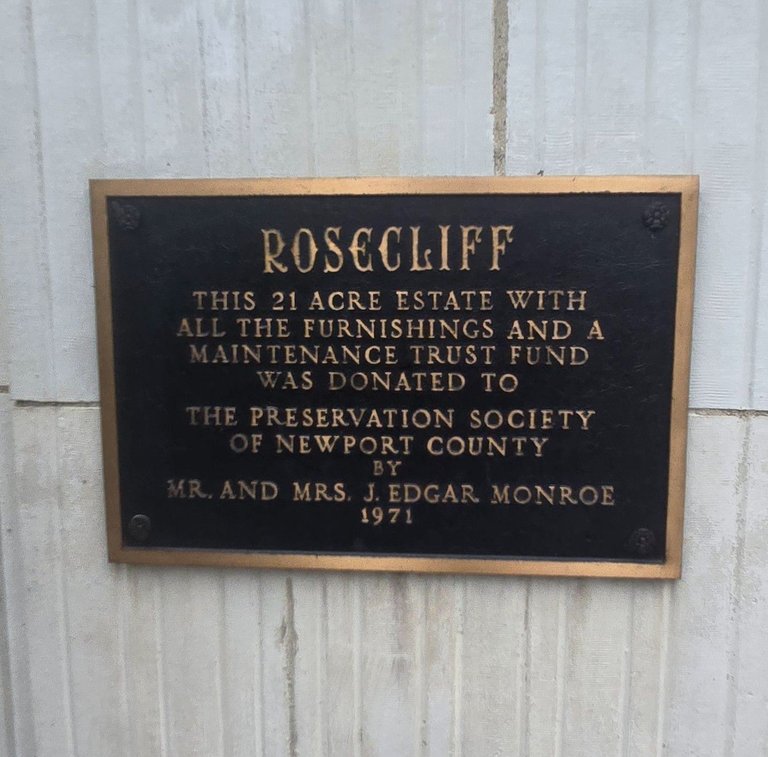 ROSECLIFF
THIS 21 ACRE ESTATE WITH
ALL THE FURNISHINGS AND A
MAINTENANCE TRUST FUND
WAS DONATED TO
THE PRESERVATION SOCIETY
OF NEWPORT COUNTY
BY
MR. AND MRS. J. EDGAR MONROE
1971